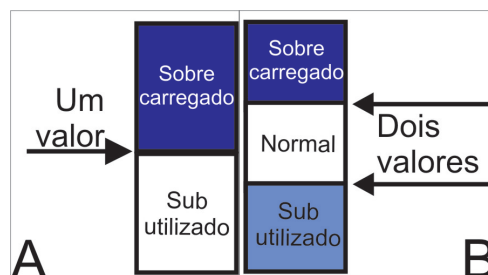 Sobre
carregado
Um
valor
Sub
utilizado
A
Sobre
carregado
Normal
Dois
valores
Sub
utilizado
B